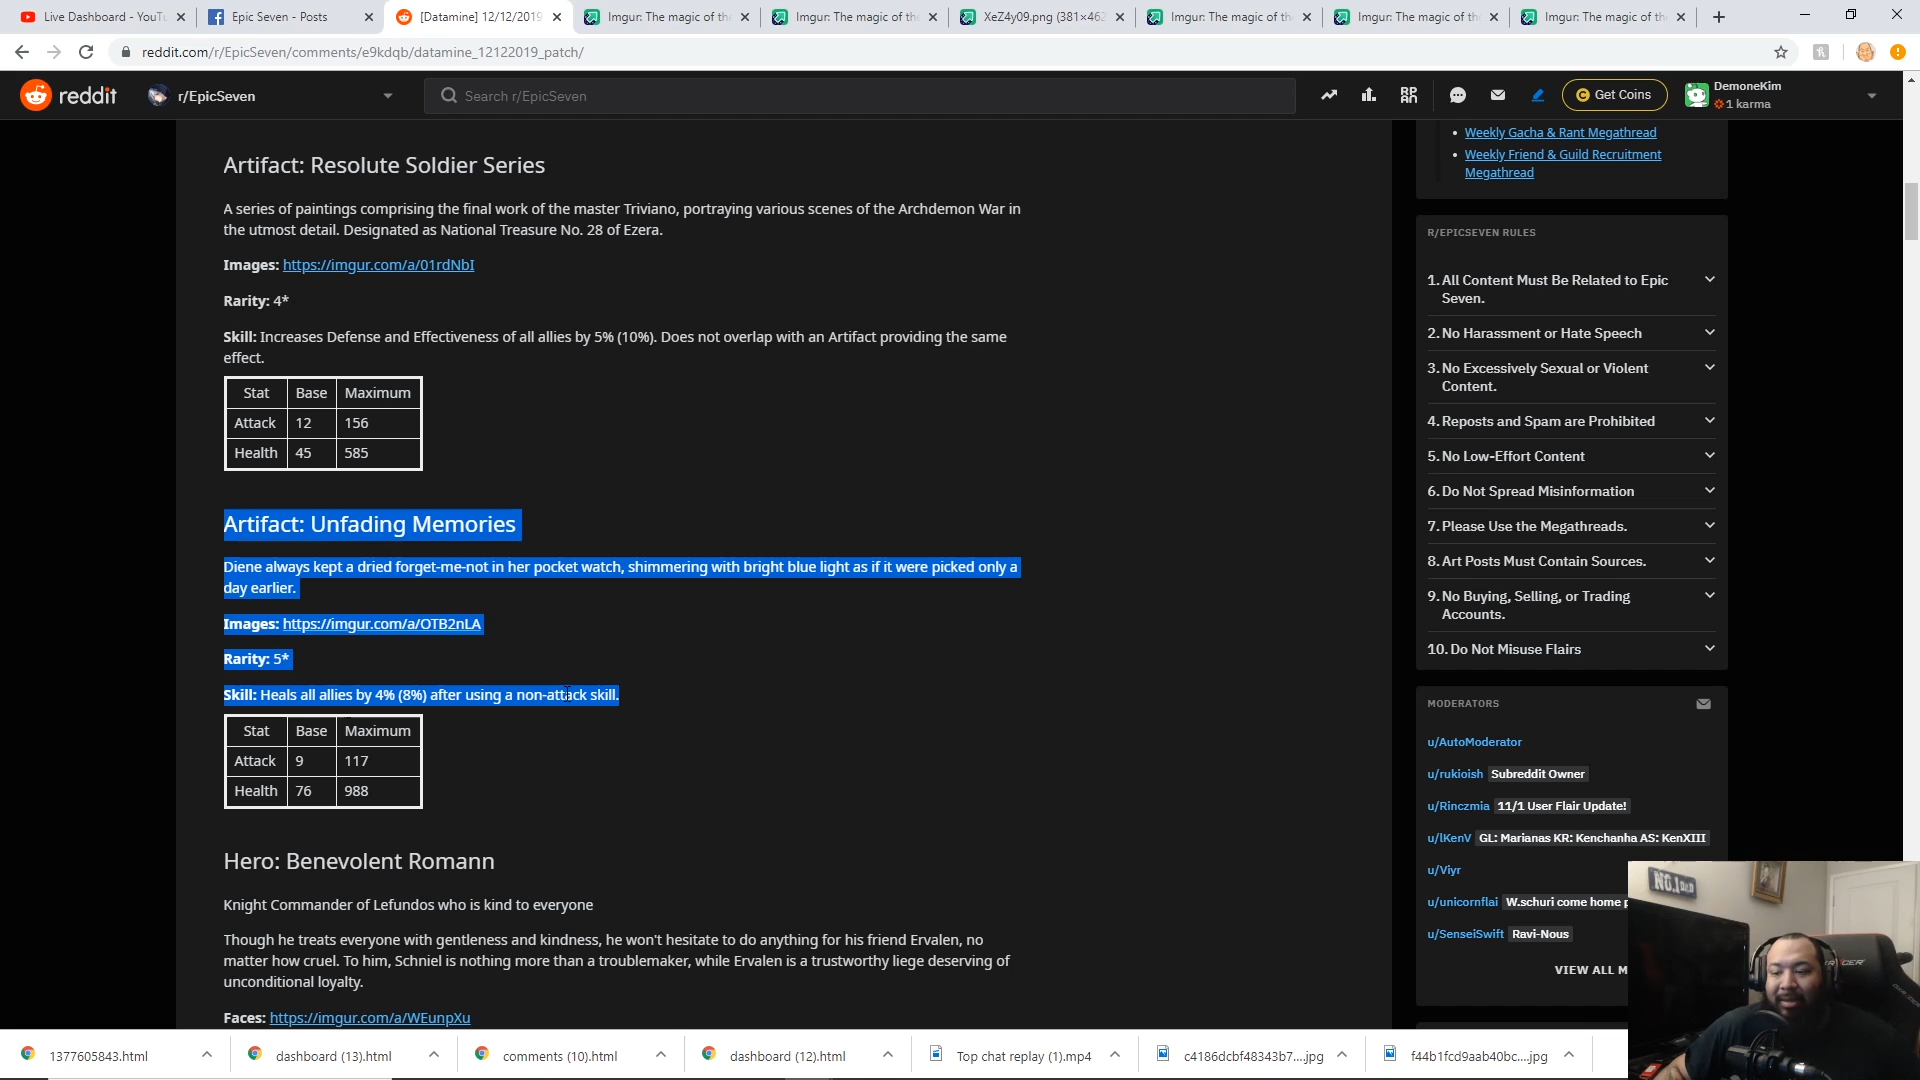 Live Dashboard - YouTu
Epic Seven - Posts
[Datamine] 12/12/2019
Imgur: The magic of the
Imgur: The magic of the
XeZ4y09.png (381×462
Imgur: The magic of the
Imgur: The magic of the
Imgur: The magic of the
reddit.com/r/EpicSeven/comments/e9kdqb/datamine_12122019_patch/
reddit
r/EpicSeven
Search r/EpicSeven
Get Coins
DemoneKim
1 karma
Artifact: Resolute Soldier Series
A series of paintings comprising the final work of the master Triviano, portraying various scenes of the Archdemon War in
the utmost detail. Designated as National Treasure No. 28 of Ezera.
Images: https://imgur.com/a/01rdNbI
Rarity: 4*
Skill: Increases Defense and Effectiveness of all allies by 5% (10%). Does not overlap with an Artifact providing the same
effect.
Stat Base Maximum
Attack 12 156
Health 45 585
Artifact: Unfading Memories
Diene always kept a dried forget-me-not in her pocket watch, shimmering with bright blue light as if it were picked only a
day earlier.
Images: https://imgur.com/a/OTB2nLA
Rarity: 5*
Skill: Heals all allies by 4% (8%) after using a non-attack skill.
Stat Base Maximum
Attack 9 117
Health 76 988
Hero: Benevolent Romann
Knight Commander of Lefundos who is kind to everyone
Though he treats everyone with gentleness and kindness, he won't hesitate to do anything for his friend Ervalen, no
matter how cruel. To him, Schniel is nothing more than a troublemaker, while Ervalen is a trustworthy liege deserving of
unconditional loyalty.
Faces: https://imgur.com/a/WEunpXu
Weekly Gacha & Rant Megathread
Weekly Friend & Guild Recruitment
Megathread
R/EPICSEVEN RULES
1. All Content Must Be Related to Epic
Seven.
2. No Harassment or Hate Speech
3. No Excessively Sexual or Violent
Content.
4. Reposts and Spam are Prohibited
5. No Low-Effort Content
6. Do Not Spread Misinformation
7. Please Use the Megathreads.
8. Art Posts Must Contain Sources.
9. No Buying, Selling, or Trading
Accounts.
10. Do Not Misuse Flairs
MODERATORS
u/AutoModerator
u/rukioish Subreddit Owner
u/Rinczmia 11/1 User Flair Update!
u/lKenV GL: Marianas KR: Kenchanha AS: KenXIII
u/Viyr
u/unicornflai W.schuri come home p
u/SenseiSwift Ravi-Nous
VIEW ALL M
NO.1 DAD
1377605843.html
dashboard (13).html
comments (10).html
dashboard (12).html
Top chat replay (1).mp4
c4186dcbf48343b7....jpg
f44b1fcd9aab40bc....jpg